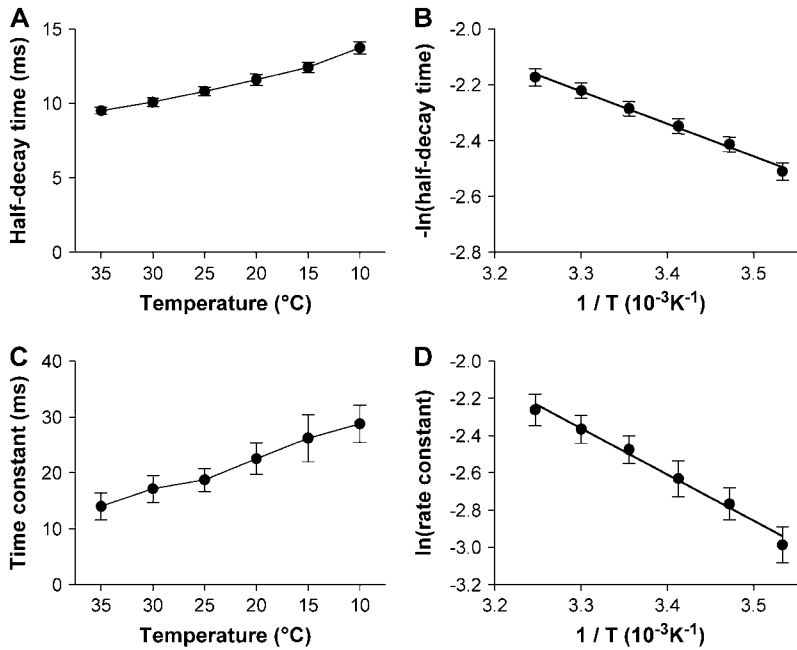 A
Half-decay time (ms)
15
10
5
0
35 30 25 20 15 10
Temperature (°C)
B
-ln(half-decay time)
-2.0
-2.2
-2.4
-2.6
-2.8
3.2 3.3 3.4 3.5
1 / T (10⁻³K⁻¹)
C
Time constant (ms)
40
30
20
10
0
35 30 25 20 15 10
Temperature (°C)
D
ln(rate constant)
-2.0
-2.2
-2.4
-2.6
-2.8
-3.0
-3.2
3.2 3.3 3.4 3.5
1 / T (10⁻³K⁻¹)